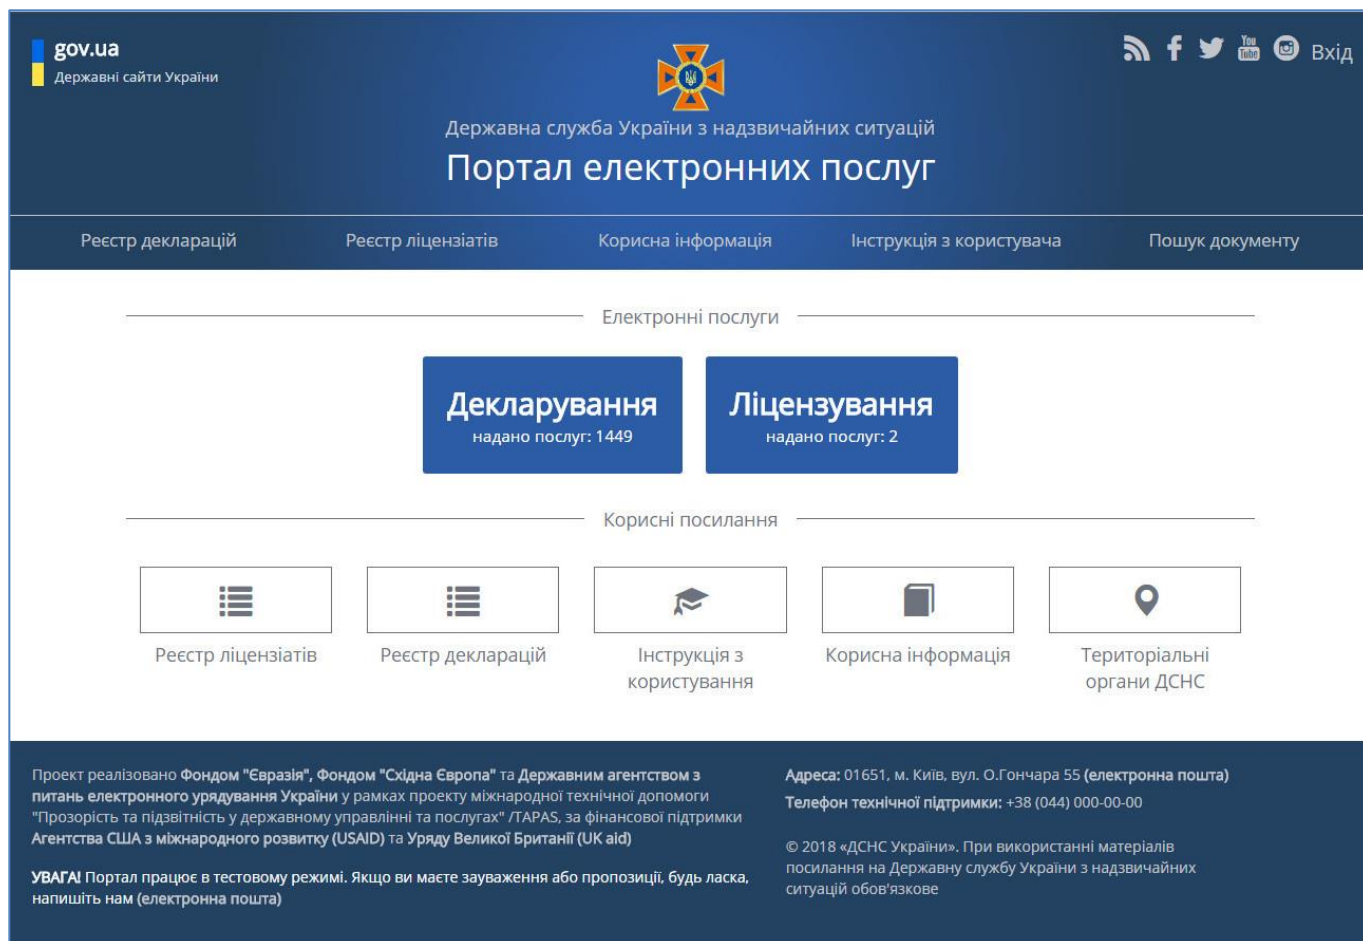 gov.ua
Державні сайти України
You
Tube
Вхід
Державна служба України з надзвичайних ситуацій
Портал електронних послуг
Реєстр декларацій
Реєстр ліцензіатів
Корисна інформація
Інструкція з користувача
Пошук документу
Електронні послуги
Декларування
надано послуг: 1449
Ліцензування
надано послуг: 2
Корисні посилання
Реєстр ліцензіатів
Реєстр декларацій
Інструкція з
користування
Корисна інформація
Територіальні
органи ДСНС
Проект реалізовано Фондом "Євразія", Фондом "Східна Європа" та Державним агентством з
питань електронного урядування України у рамках проекту міжнародної технічної допомоги
"Прозорість та підзвітність у державному управлінні та послугах" /TAPAS, за фінансової підтримки
Агентства США з міжнародного розвитку (USAID) та Уряду Великої Британії (UK aid)
УВАГА! Портал працює в тестовому режимі. Якщо ви маєте зауваження або пропозиції, будь ласка,
напишіть нам (електронна пошта)
Адреса: 01651, м. Київ, вул. О.Гончара 55 (електронна пошта)
Телефон технічної підтримки: +38 (044) 000-00-00
© 2018 «ДСНС України». При використанні матеріалів
посилання на Державну службу України з надзвичайних
ситуацій обов'язкове